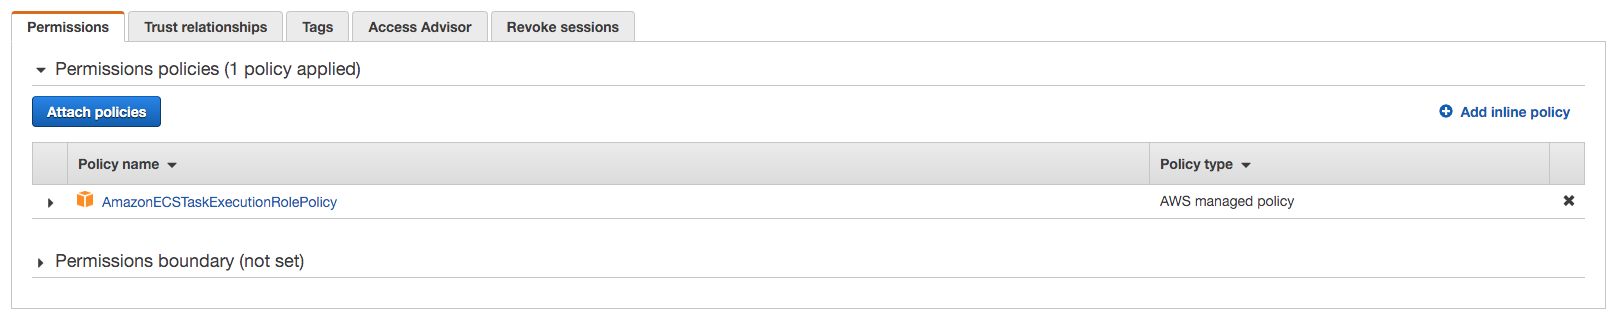 Permissions Trust relationships Tags Access Advisor Revoke sessions
Permissions policies (1 policy applied)
Attach policies Add inline policy
Policy name Policy type
AmazonECSTaskExecutionRolePolicy AWS managed policy
Permissions boundary (not set)